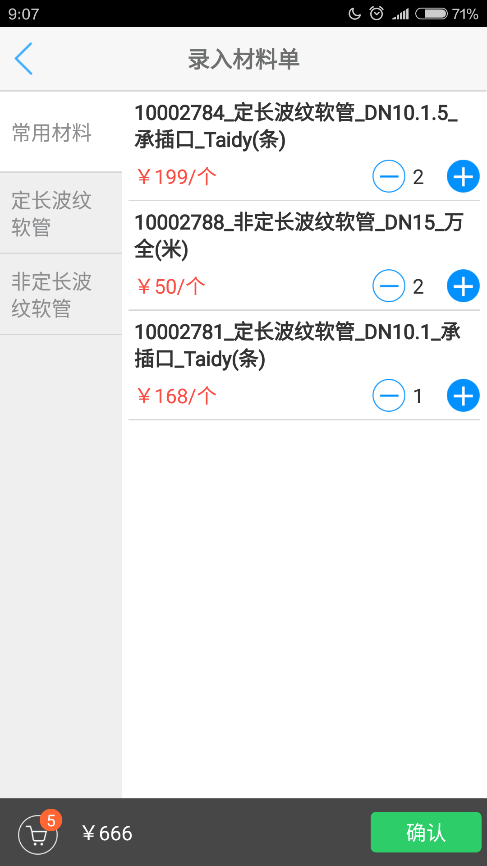 9:07
71%
录入材料单
常用材料
定长波纹
软管
非定长波
纹软管
10002784_定长波纹软管_DN10.1.5_
承插口_Taidy(条)
￥199/个
2
10002788_非定长波纹软管_DN15_万
全(米)
￥50/个
2
10002781_定长波纹软管_DN10.1_承
插口_Taidy(条)
￥168/个
1
5
￥666
确认